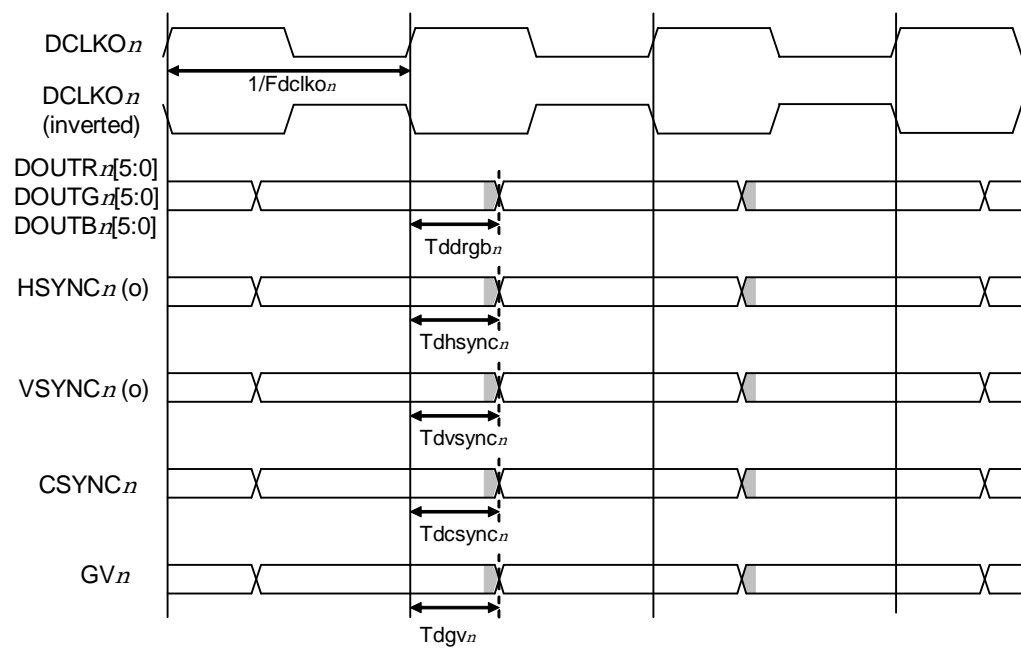 DCLKOn
1/Fdclkon
DCLKOn
(inverted)
DOUTRn[5:0]
DOUTGn[5:0]
DOUTBn[5:0]
Tddrgbn
HSYNCn (o)
Tdhsyncn
VSYNCn (o)
Tdvsyncn
CSYNCn
Tdcsyncn
GVn
Tdgvn